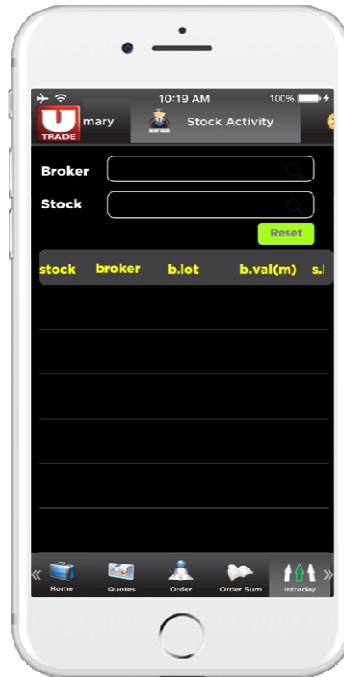 10:19 AM 100%
U TRADE mary Stock Activity
Broker
Stock
Reset
stock broker b.lot b.val(m) s.l
Home Quotes Order Order Sum Intraday